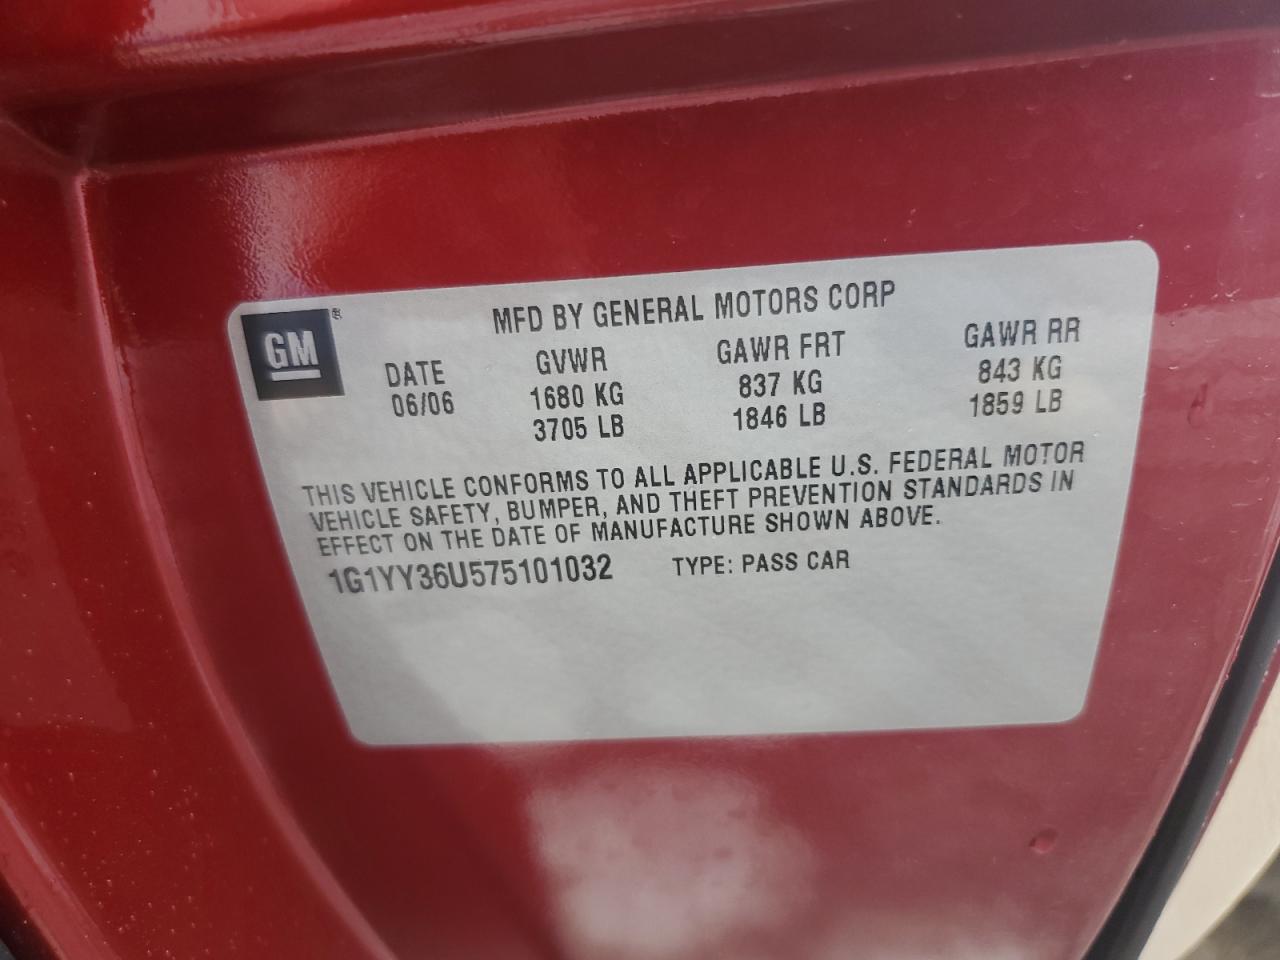 GM®
MFD BY GENERAL MOTORS CORP
DATE GVWR GAWR FRT GAWR RR
06/06 1680 KG 837 KG 843 KG
3705 LB 1846 LB 1859 LB
THIS VEHICLE CONFORMS TO ALL APPLICABLE U.S. FEDERAL MOTOR
VEHICLE SAFETY, BUMPER, AND THEFT PREVENTION STANDARDS IN
EFFECT ON THE DATE OF MANUFACTURE SHOWN ABOVE.
1G1YY36U575101032 TYPE: PASS CAR